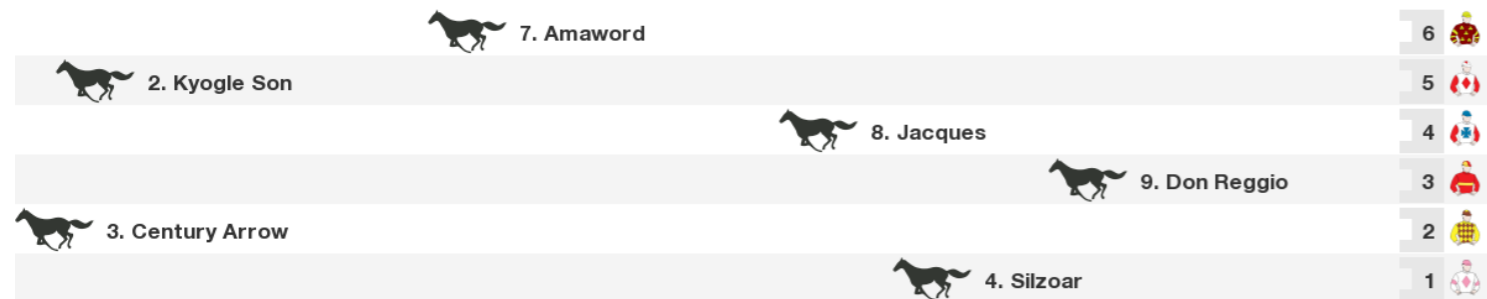 7. Amaword 6
2. Kyogle Son 5
8. Jacques 4
9. Don Reggio 3
3. Century Arrow 2
4. Silzoar 1